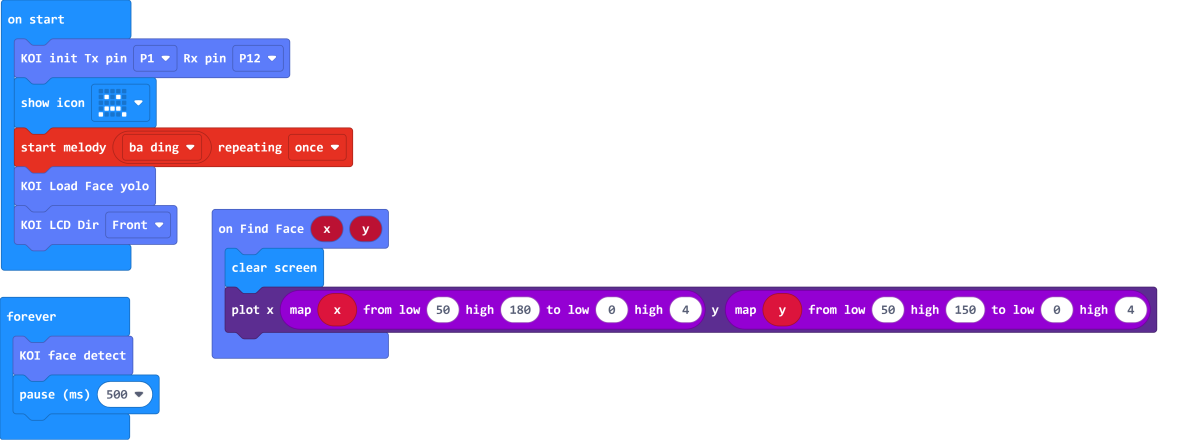 on start
KOI init Tx pin P1 Rx pin P12
show icon
start melody ba ding repeating once
KOI Load Face yolo
KOI LCD Dir Front
on Find Face x y
clear screen
plot x map x from low 50 high 180 to low 0 high 4 y map y from low 50 high 150 to low 0 high 4
forever
KOI face detect
pause (ms) 500